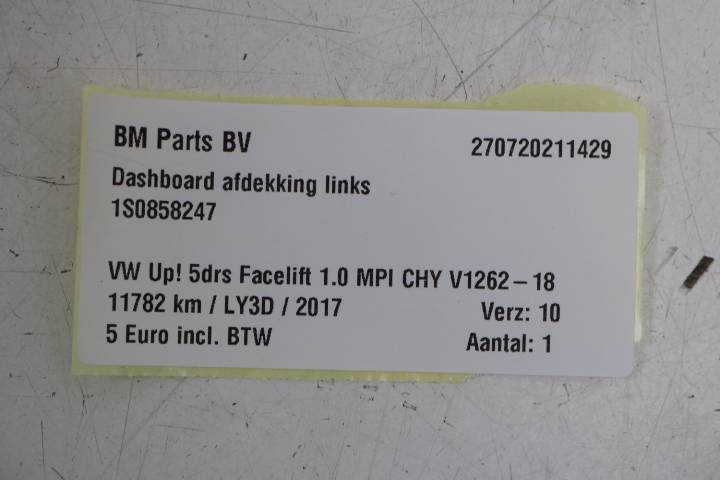 BM Parts BV 270720211429
Dashboard afdekking links
1S0858247
VW Up! 5drs Facelift 1.0 MPI CHY V1262-18
11782 km / LY3D / 2017 Verz: 10
5 Euro incl. BTW Aantal: 1